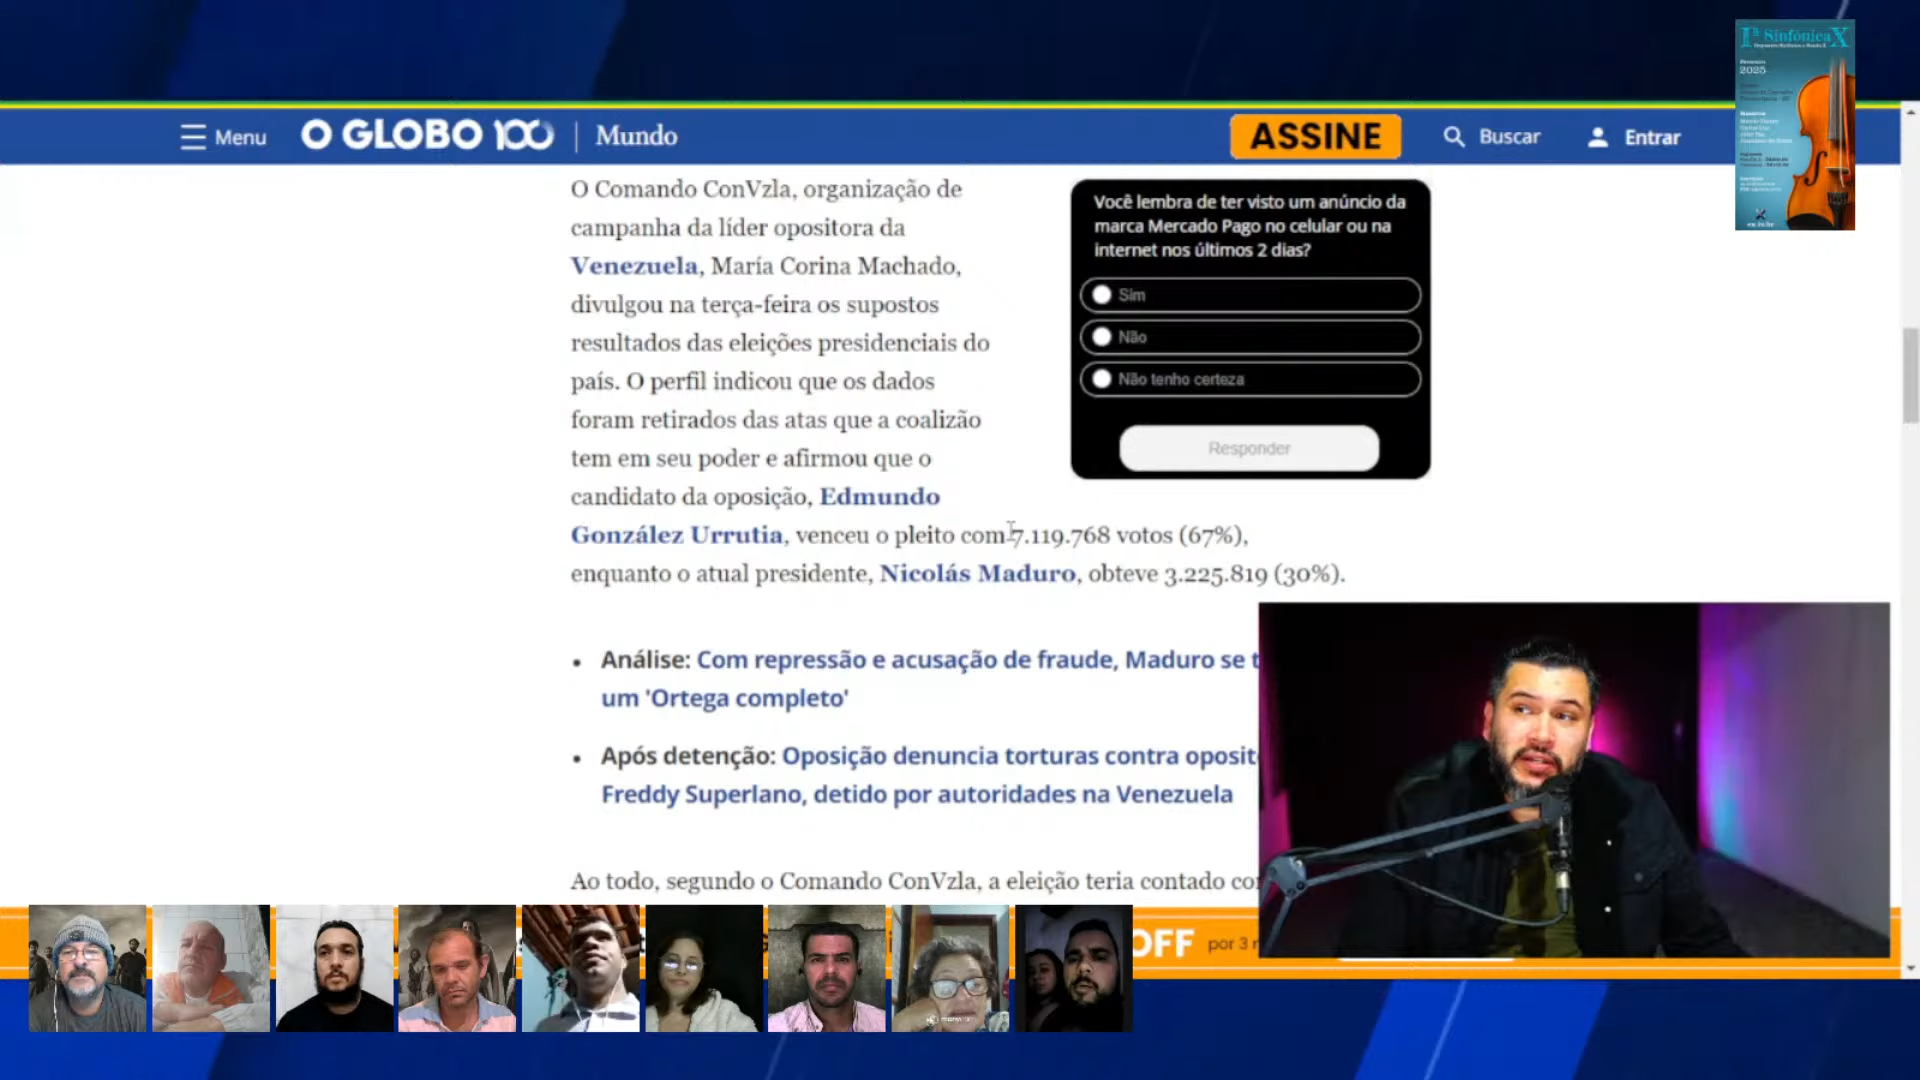 Menu
O GLOBO 100
Mundo
ASSINE
Buscar
Entrar
1ª SinfônicaX
2025
O Comando ConVzla, organização de
campanha da líder opositora da
Venezuela, María Corina Machado,
divulgou na terça-feira os supostos
resultados das eleições presidenciais do
país. O perfil indicou que os dados
foram retirados das atas que a coalizão
tem em seu poder e afirmou que o
candidato da oposição, Edmundo
González Urrutia, venceu o pleito com 7.119.768 votos (67%),
enquanto o atual presidente, Nicolás Maduro, obteve 3.225.819 (30%).
Você lembra de ter visto um anúncio da
marca Mercado Pago no celular ou na
internet nos últimos 2 dias?
Sim
Não
Não tenho certeza
Responder
• Análise: Com repressão e acusação de fraude, Maduro se t
um 'Ortega completo'
• Após detenção: Oposição denuncia torturas contra oposit
Freddy Superlano, detido por autoridades na Venezuela
Ao todo, segundo o Comando ConVzla, a eleição teria contado co
OFF
por 3